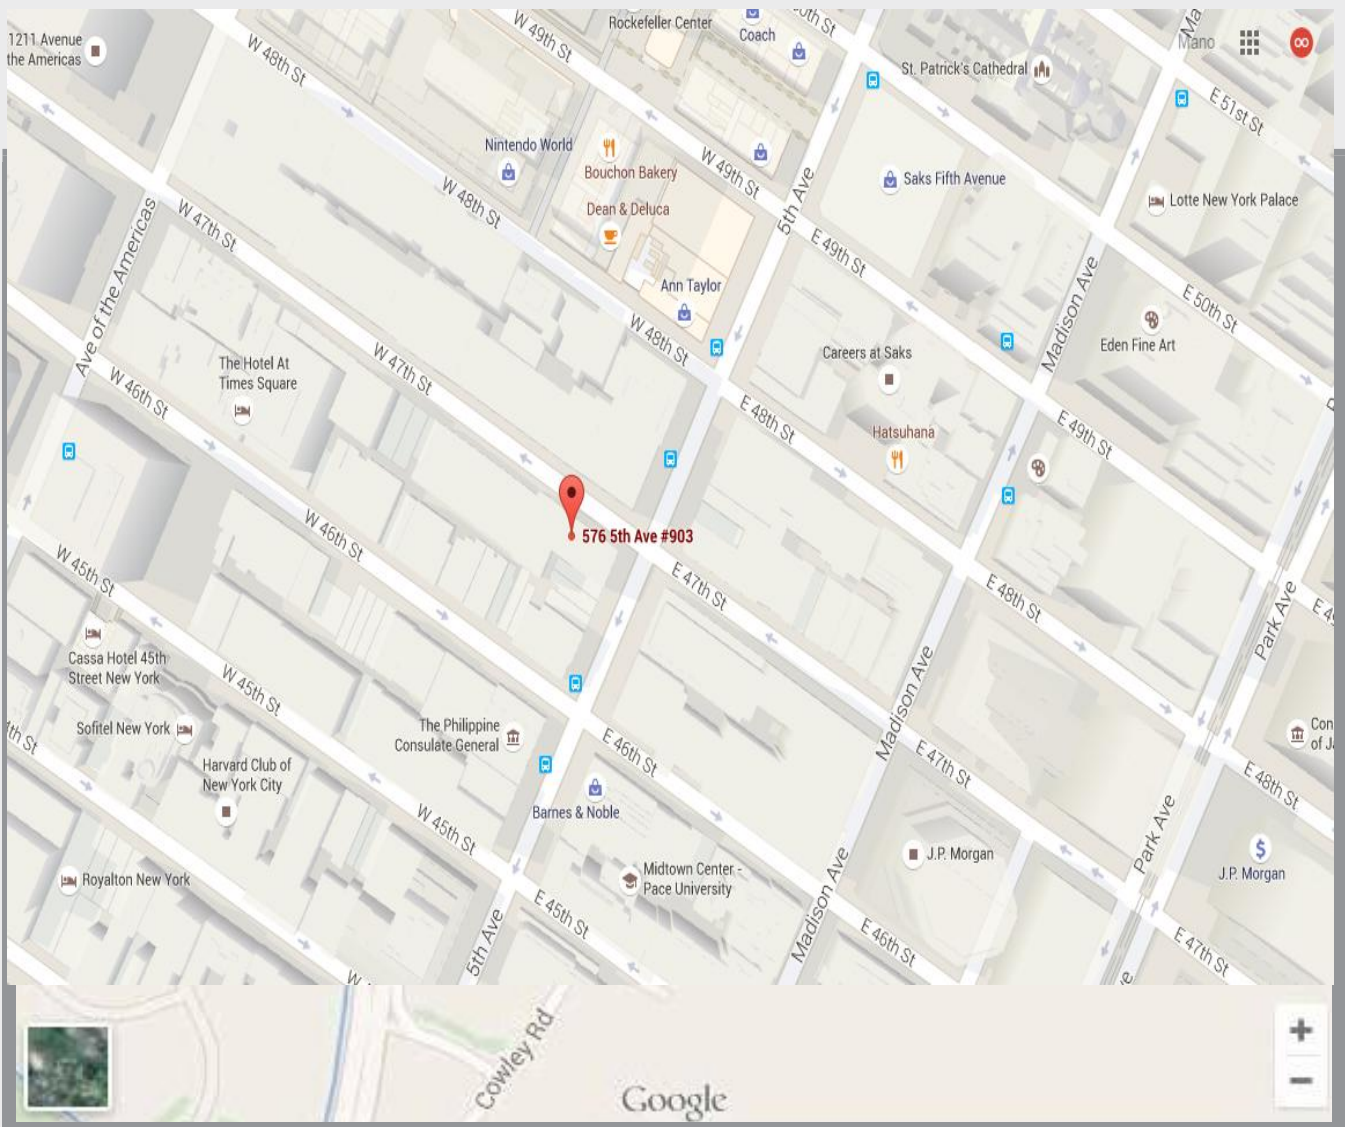 W 49th St
Rockefeller Center
Coach
1211 Avenue
the Americas
W 48th St
St. Patrick's Cathedral
Mano
E 51st St
Nintendo World
Bouchon Bakery
W 49th St
W 48th St
5th Ave
Saks Fifth Avenue
Lotte New York Palace
Dean & Deluca
W 47th St
Ave of the Americas
E 49th St
Ann Taylor
Madison Ave
E 50th St
W 48th St
Eden Fine Art
Careers at Saks
The Hotel At
Times Square
W 47th St
W 46th St
E 48th St
E 49th St
Hatsuhana
W 46th St
576 5th Ave #903
W 45th St
E 47th St
E 48th St
Park Ave
Cassa Hotel 45th
Street New York
W 45th St
Madison Ave
Sofitel New York
The Philippine
Consulate General
E 46th St
E 47th St
Con
of J
Harvard Club of
New York City
E 48th St
Barnes & Noble
W 45th St
Park Ave
J.P. Morgan
J.P. Morgan
Royalton New York
Midtown Center -
Pace University
Madison Ave
E 45th St
5th Ave
E 46th St
E 47th St
Cowley Rd
Google